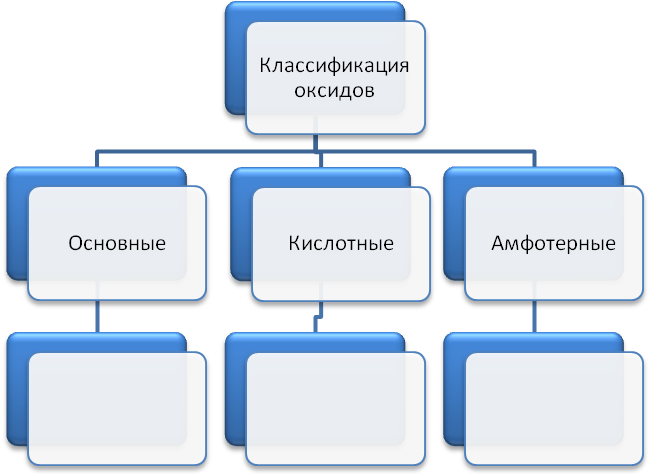 Классификация
оксидов
Основные
Кислотные
Амфотерные